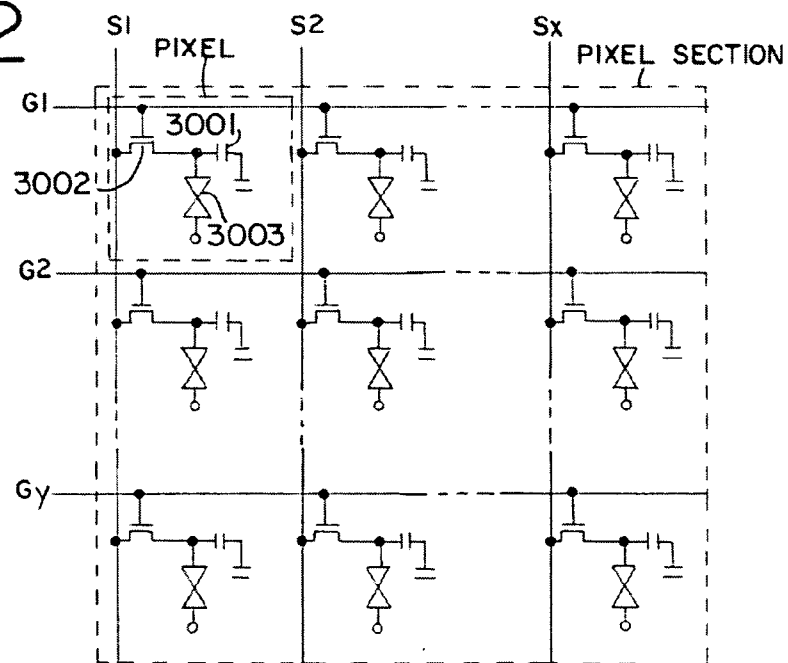 2
S1 S2 Sx
PIXEL
PIXEL SECTION
G1
3001
3002
3003
G2
Gy